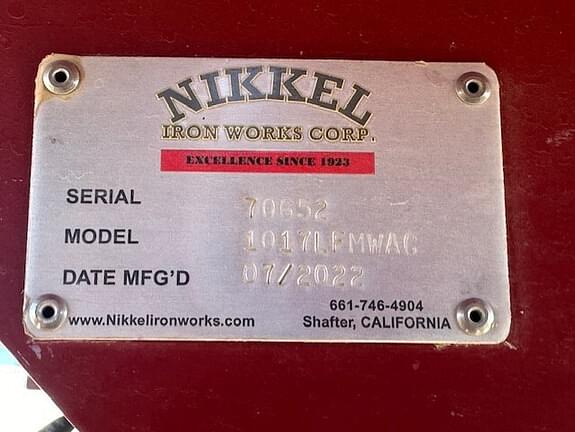 NIKKEL
IRON WORKS CORP.
EXCELLENCE SINCE 1923
SERIAL 70652
MODEL 1017LFMWAC
DATE MFG'D 07/2022
661-746-4904
www.Nikkelironworks.com Shafter, CALIFORNIA